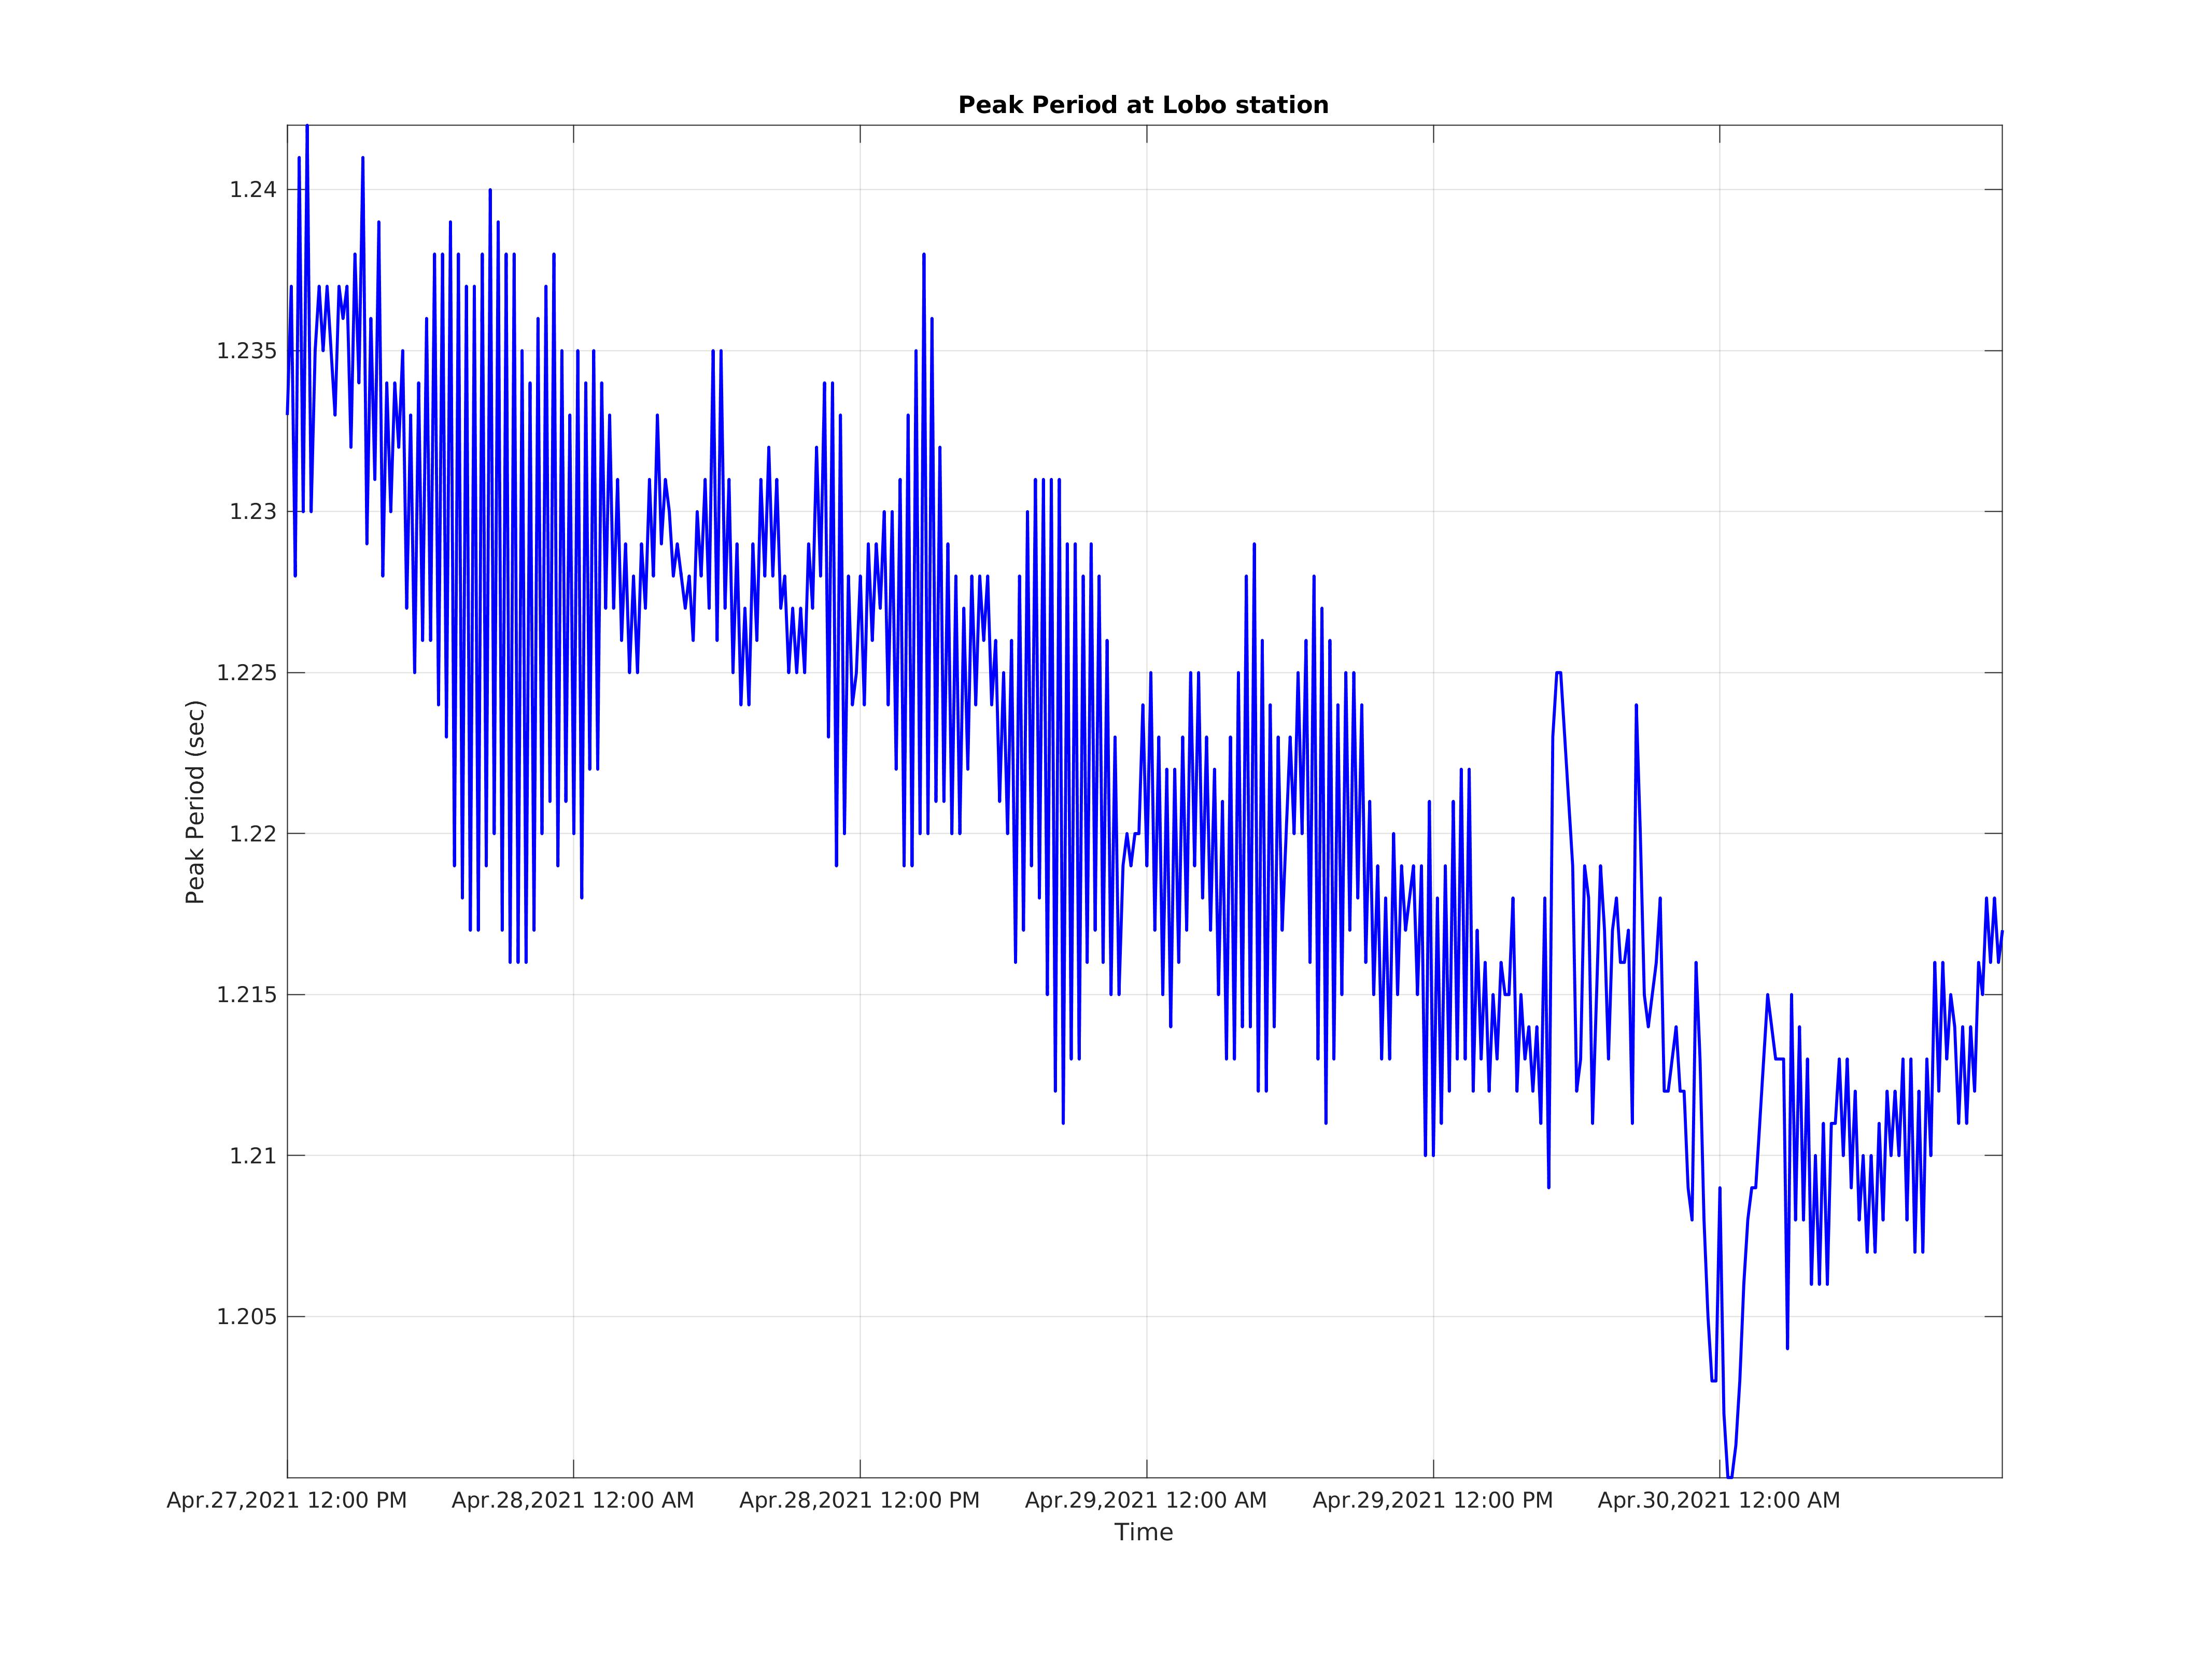 Peak Period at Lobo station
1.24
1.235
1.23
1.225
1.22
1.215
1.21
1.205
Peak Period (sec)
Apr.27,2021 12:00 PM Apr.28,2021 12:00 AM Apr.28,2021 12:00 PM Apr.29,2021 12:00 AM Apr.29,2021 12:00 PM Apr.30,2021 12:00 AM
Time